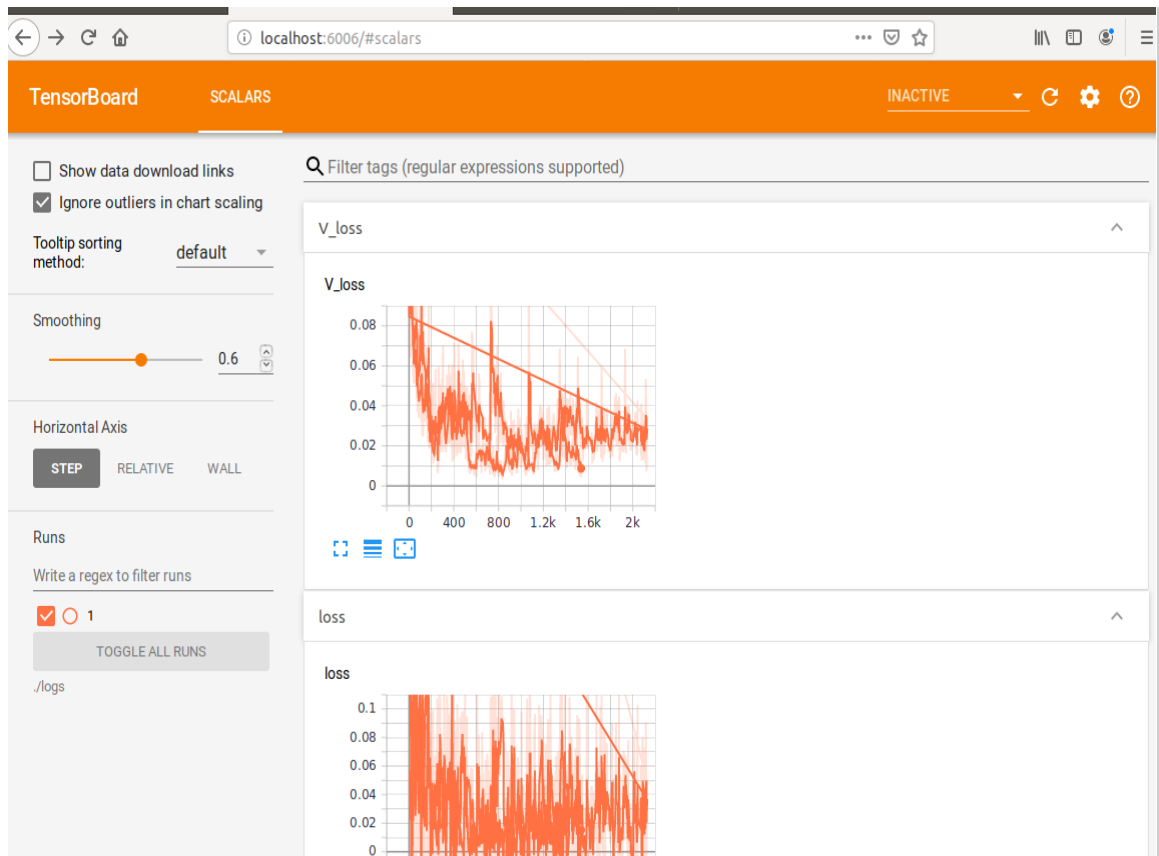 localhost:6006/#scalars
TensorBoard SCALARS INACTIVE
Show data download links
Ignore outliers in chart scaling
Tooltip sorting
method:
default
Smoothing
0.6
Horizontal Axis
STEP RELATIVE WALL
Runs
Write a regex to filter runs
1
TOGGLE ALL RUNS
./logs
Filter tags (regular expressions supported)
V_loss
V_loss
0.08
0.06
0.04
0.02
0
0 400 800 1.2k 1.6k 2k
loss
loss
0.1
0.08
0.06
0.04
0.02
0